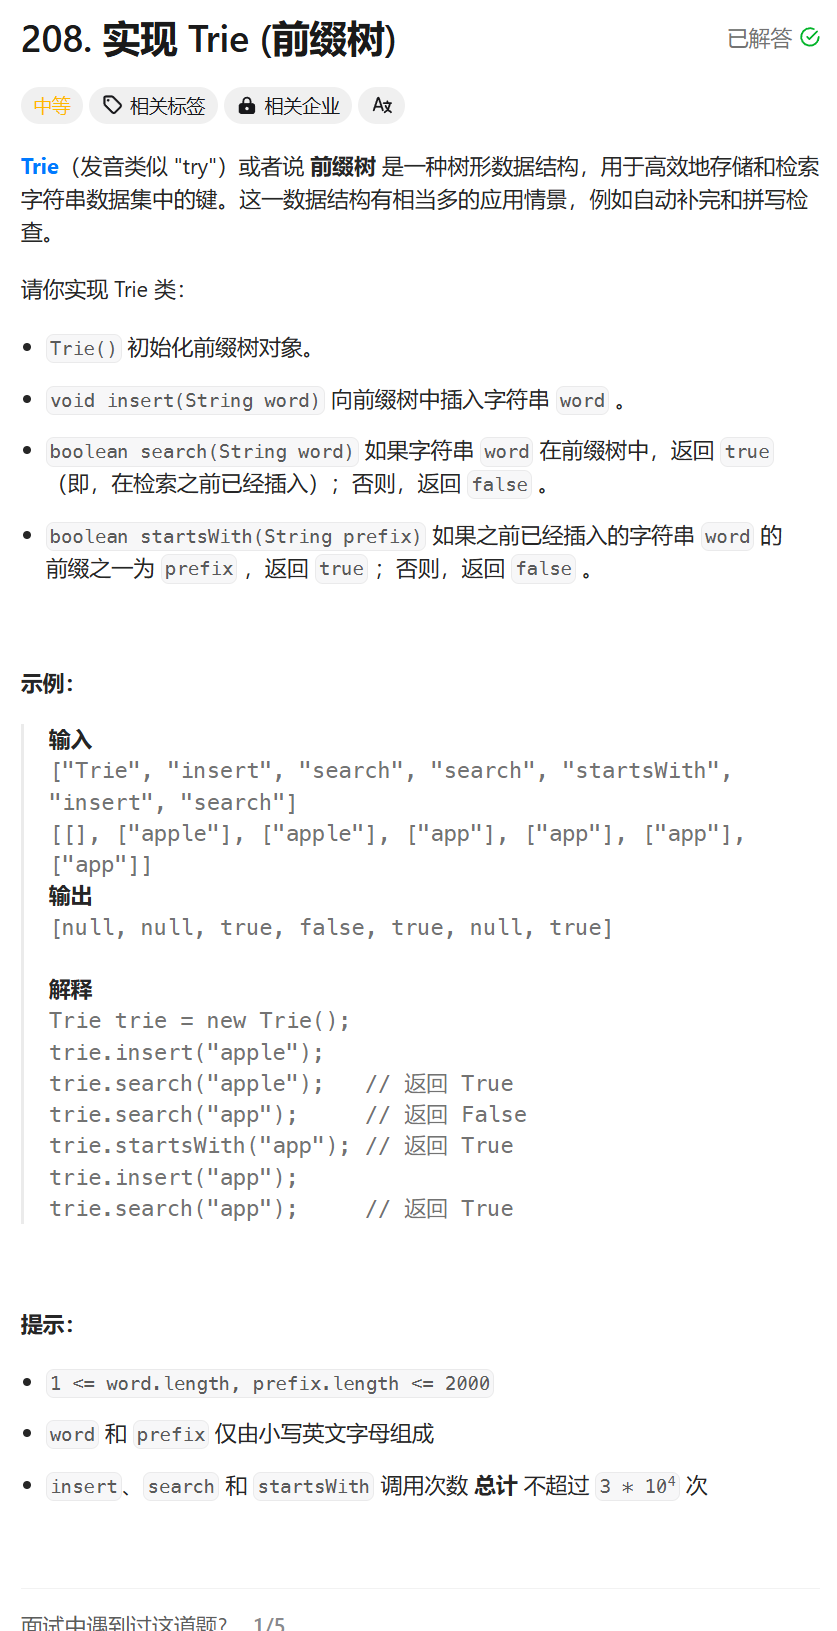 208. 实现 Trie (前缀树)
已解答
中等 相关标签 相关企业
Trie（发音类似 "try"）或者说 前缀树 是一种树形数据结构，用于高效地存储和检索
字符串数据集中的键。这一数据结构有相当多的应用情景，例如自动补完和拼写检
查。
请你实现 Trie 类：
• Trie() 初始化前缀树对象。
• void insert(String word) 向前缀树中插入字符串 word 。
• boolean search(String word) 如果字符串 word 在前缀树中，返回 true
（即，在检索之前已经插入）；否则，返回 false 。
• boolean startsWith(String prefix) 如果之前已经插入的字符串 word 的
前缀之一为 prefix ，返回 true ；否则，返回 false 。
示例：
输入
["Trie", "insert", "search", "search", "startsWith",
"insert", "search"]
[[], ["apple"], ["apple"], ["app"], ["app"], ["app"],
["app"]]
输出
[null, null, true, false, true, null, true]
解释
Trie trie = new Trie();
trie.insert("apple");
trie.search("apple");   // 返回 True
trie.search("app");     // 返回 False
trie.startsWith("app"); // 返回 True
trie.insert("app");
trie.search("app");     // 返回 True
提示：
• 1 <= word.length, prefix.length <= 2000
• word 和 prefix 仅由小写英文字母组成
• insert、search 和 startsWith 调用次数 总计 不超过 3 * 10⁴ 次
面试中遇到过这道题? 1/5